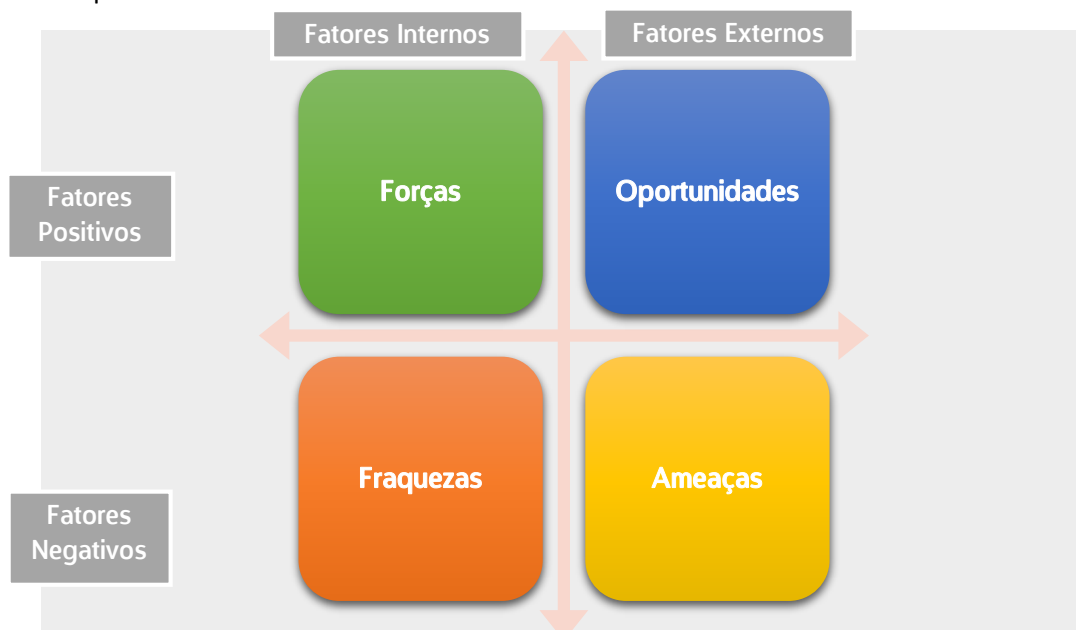 Fatores Internos
Fatores Externos
Fatores
Positivos
Forças
Oportunidades
Fraquezas
Ameaças
Fatores
Negativos